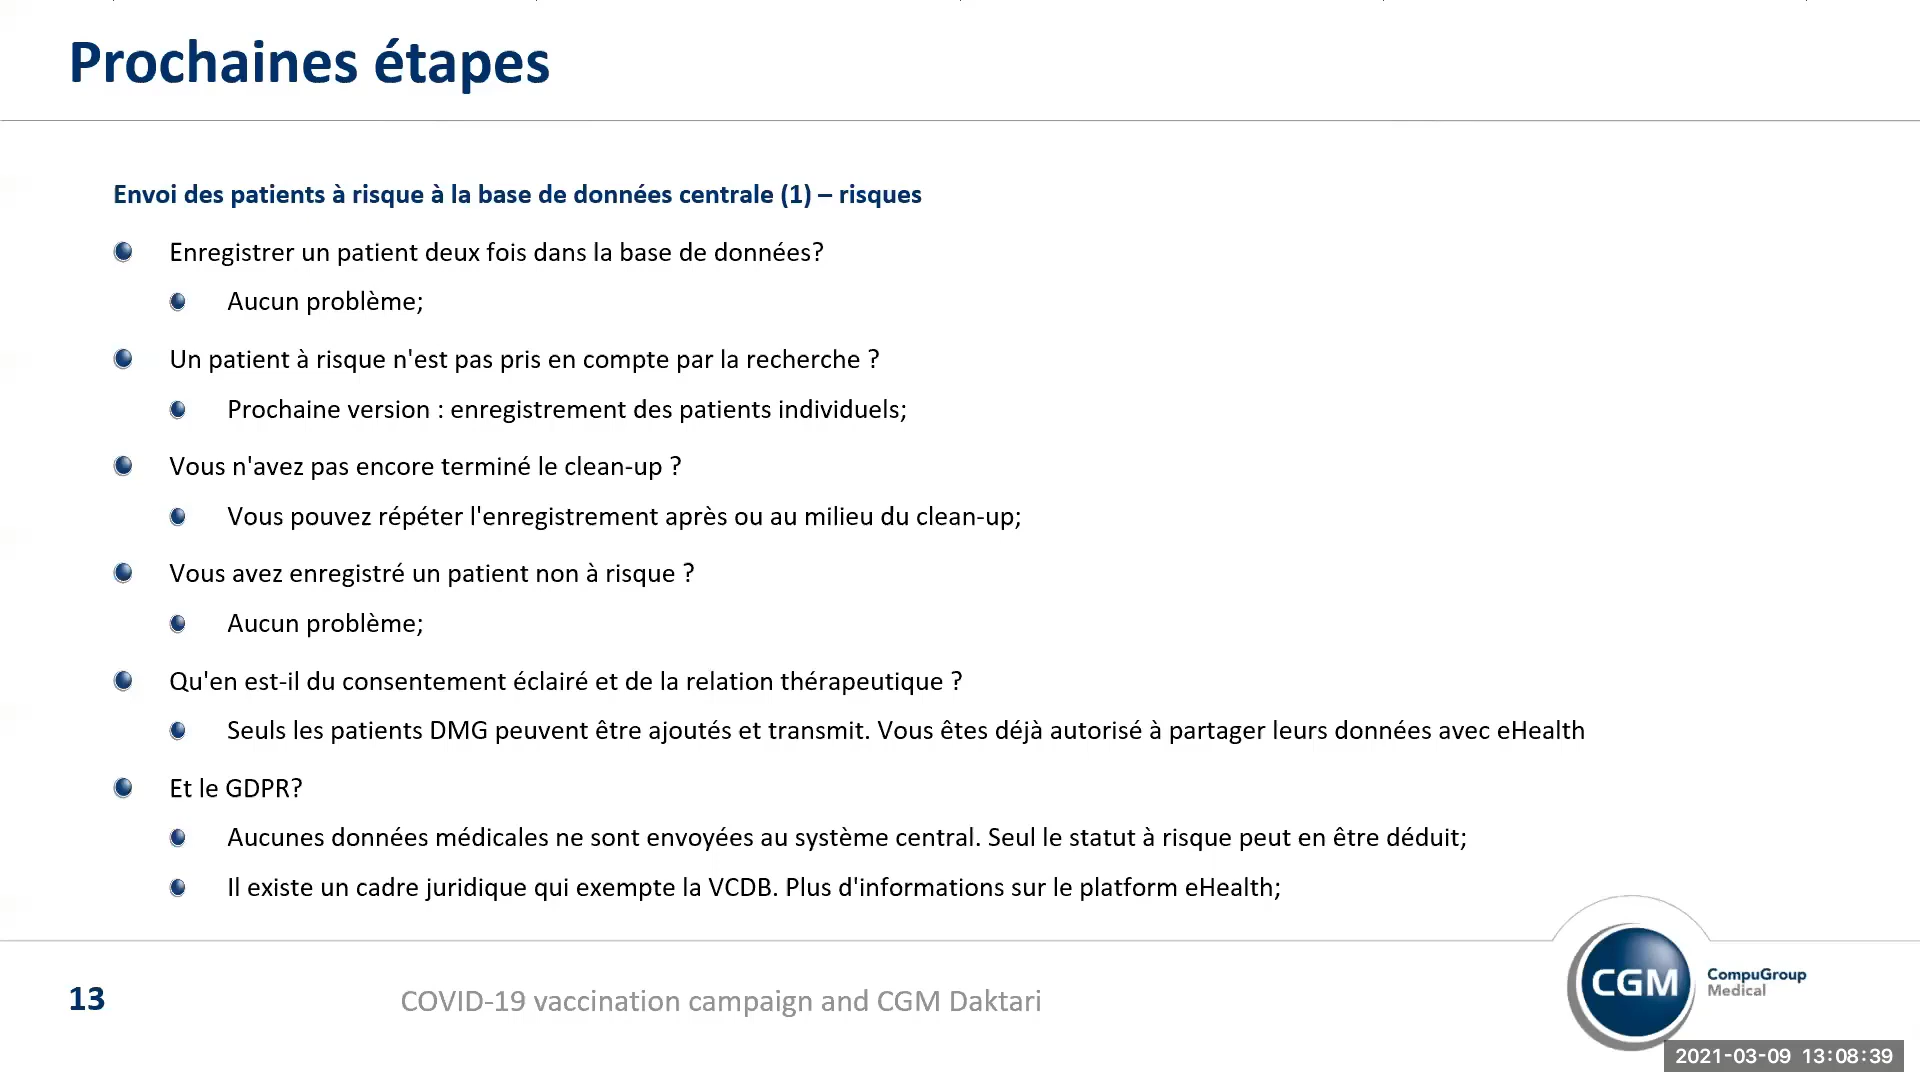 Prochaines étapes
Envoi des patients à risque à la base de données centrale (1) – risques
Enregistrer un patient deux fois dans la base de données?
Aucun problème;
Un patient à risque n'est pas pris en compte par la recherche ?
Prochaine version : enregistrement des patients individuels;
Vous n'avez pas encore terminé le clean-up ?
Vous pouvez répéter l'enregistrement après ou au milieu du clean-up;
Vous avez enregistré un patient non à risque ?
Aucun problème;
Qu'en est-il du consentement éclairé et de la relation thérapeutique ?
Seuls les patients DMG peuvent être ajoutés et transmit. Vous êtes déjà autorisé à partager leurs données avec eHealth
Et le GDPR?
Aucunes données médicales ne sont envoyées au système central. Seul le statut à risque peut en être déduit;
Il existe un cadre juridique qui exempte la VCDB. Plus d'informations sur le platform eHealth;
13
COVID-19 vaccination campaign and CGM Daktari
CGM
CompuGroup
Medical
2021-03-09 13:08:39